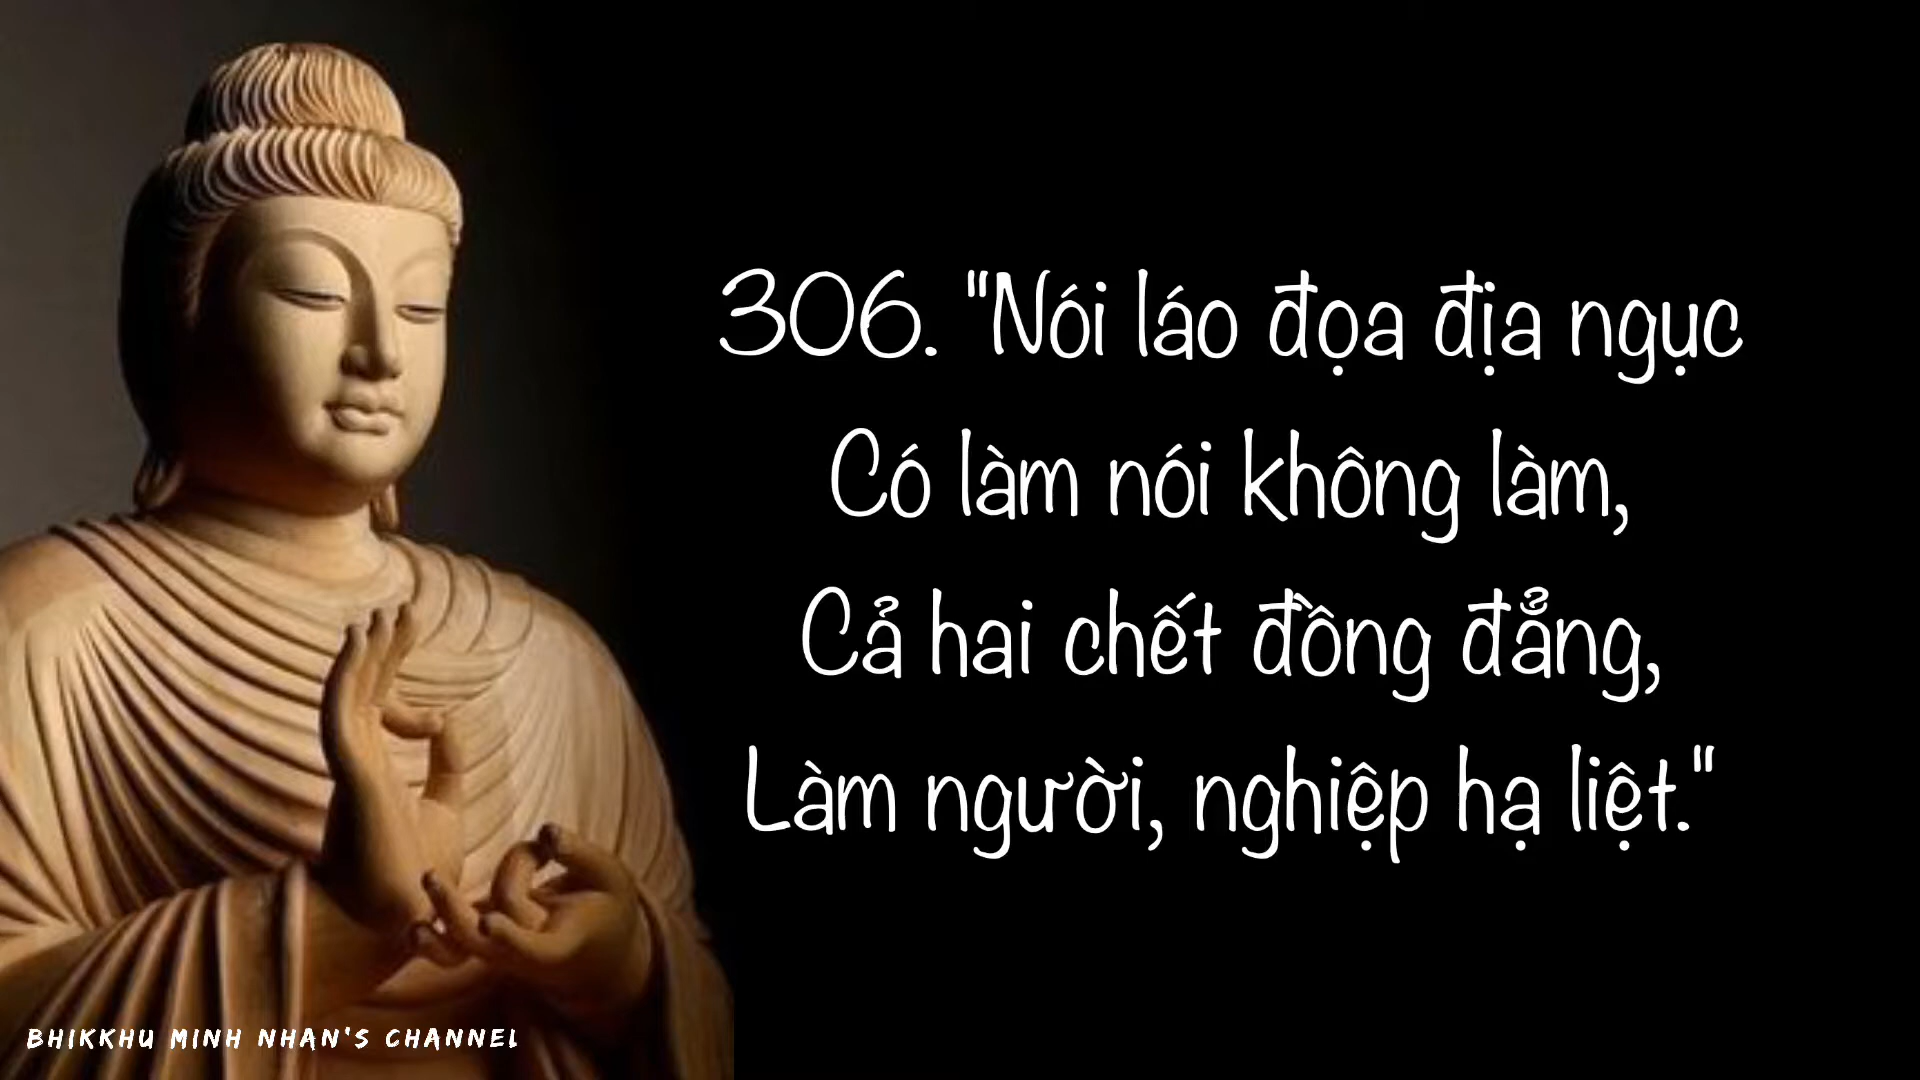 306. "Nói láo đọa địa ngục
Có làm nói không làm,
Cả hai chết đồng đẳng,
Làm người, nghiệp hạ liệt."
BHIKKHU MINH NHẠN'S CHANNEL